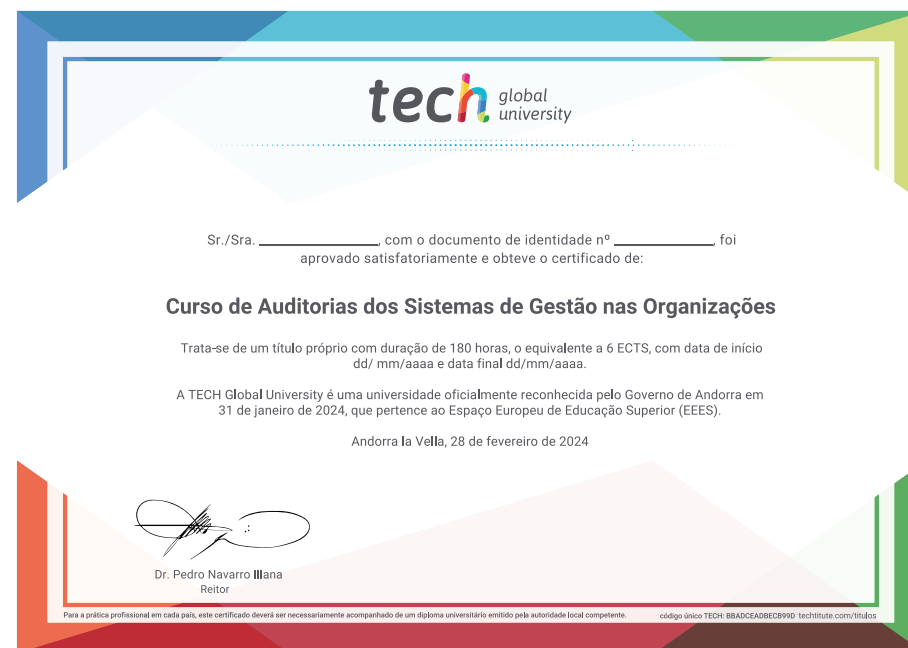 tech global university
Sr./Sra. ________________, com o documento de identidade nº _____________, foi
aprovado satisfatoriamente e obteve o certificado de:
Curso de Auditorias dos Sistemas de Gestão nas Organizações
Trata-se de um título próprio com duração de 180 horas, o equivalente a 6 ECTS, com data de início
dd/ mm/aaaa e data final dd/mm/aaaa.
A TECH Global University é uma universidade oficialmente reconhecida pelo Governo de Andorra em
31 de janeiro de 2024, que pertence ao Espaço Europeu de Educação Superior (EEES).
Andorra la Vella, 28 de fevereiro de 2024
Dr. Pedro Navarro Illana
Reitor
Para a prática profissional em cada país, este certificado deverá ser necessariamente acompanhado de um diploma universitário emitido pela autoridade local competente.
código único TECH: BBADCEADBECB99D techtitute.com/titulos